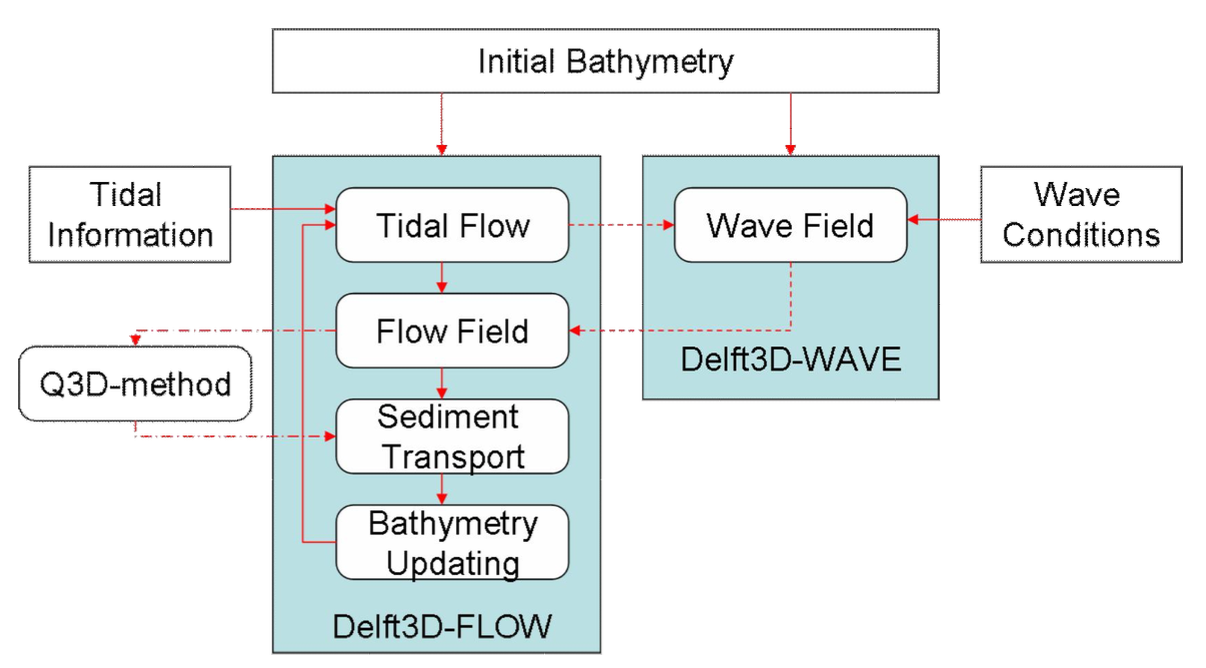 Initial Bathymetry
Tidal
Information
Tidal Flow
Wave Field
Wave
Conditions
Flow Field
Delft3D-WAVE
Q3D-method
Sediment
Transport
Bathymetry
Updating
Delft3D-FLOW